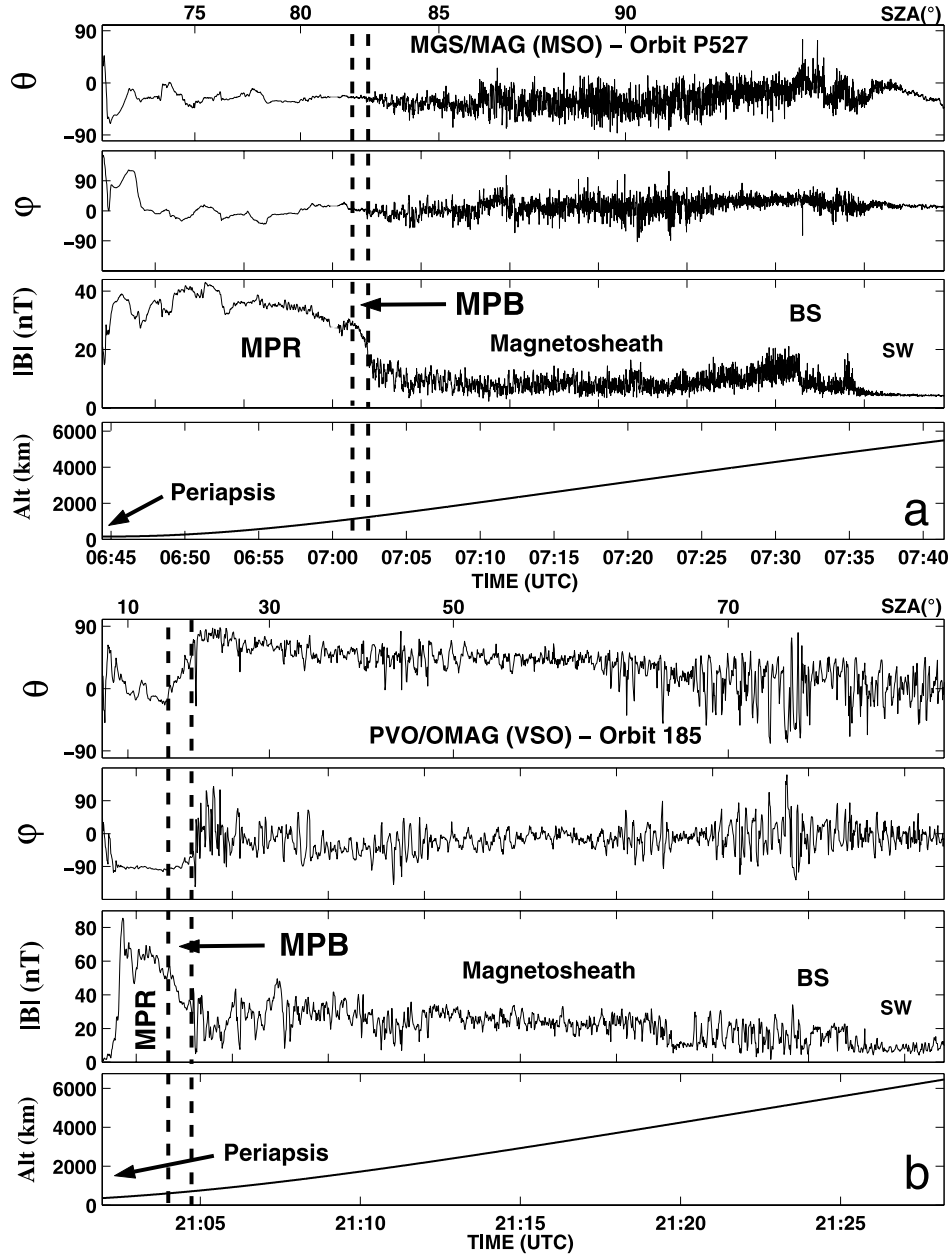 75 80 82 85 90 SZA(°)
MGS/MAG (MSO) – Orbit P527
90
0
−90
θ
90
0
−90
φ
40
20
0
|B| (nT)
MPR
MPB
Magnetosheath
BS
SW
6000
4000
2000
0
Alt (km)
Periapsis
a
06:45 06:50 06:55 07:00 07:05 07:10 07:15 07:20 07:25 07:30 07:35 07:40
TIME (UTC)
10 30 50 70 SZA(°)
90
0
−90
θ
PVO/OMAG (VSO) – Orbit 185
90
0
−90
φ
80
60
40
20
0
|B| (nT)
MPR
MPB
Magnetosheath
BS
SW
6000
4000
2000
0
Alt (km)
Periapsis
b
21:05 21:10 21:15 21:20 21:25
TIME (UTC)